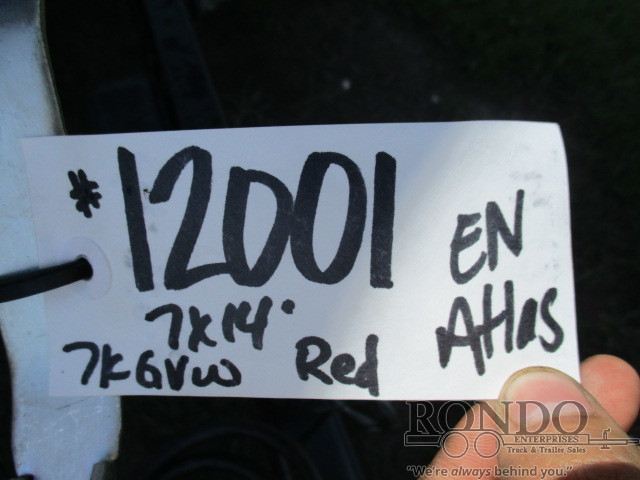 *12001
EN
Atlas
7x14'
7K GVW Red
RONDO
ENTERPRISES
Truck & Trailer Sales
"We're always behind you."